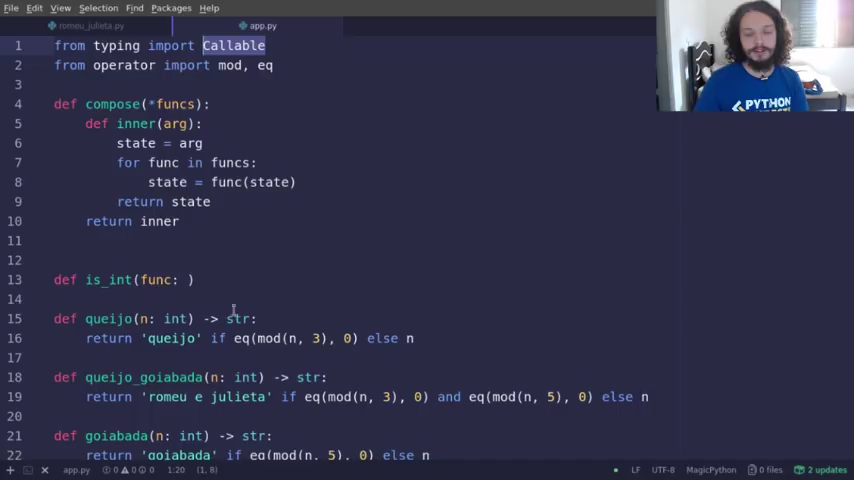 File Edit View Selection Find Packages Help
romeu_julieta.py app.py
1 from typing import Callable
2 from operator import mod, eq
3
4 def compose(*funcs):
5 def inner(arg):
6 state = arg
7 for func in funcs:
8 state = func(state)
9 return state
10 return inner
11
12
13 def is_int(func: )
14
15 def queijo(n: int) -> str:
16 return 'queijo' if eq(mod(n, 3), 0) else n
17
18 def queijo_goiabada(n: int) -> str:
19 return 'romeu e julieta' if eq(mod(n, 3), 0) and eq(mod(n, 5), 0) else n
20
21 def goiabada(n: int) -> str:
22 return 'goiabada' if eq(mod(n, 5), 0) else n
app.py 0 0 0 1:20 (1, 8) LF UTF-8 MagicPython 0 files 2 updates
PYTHON